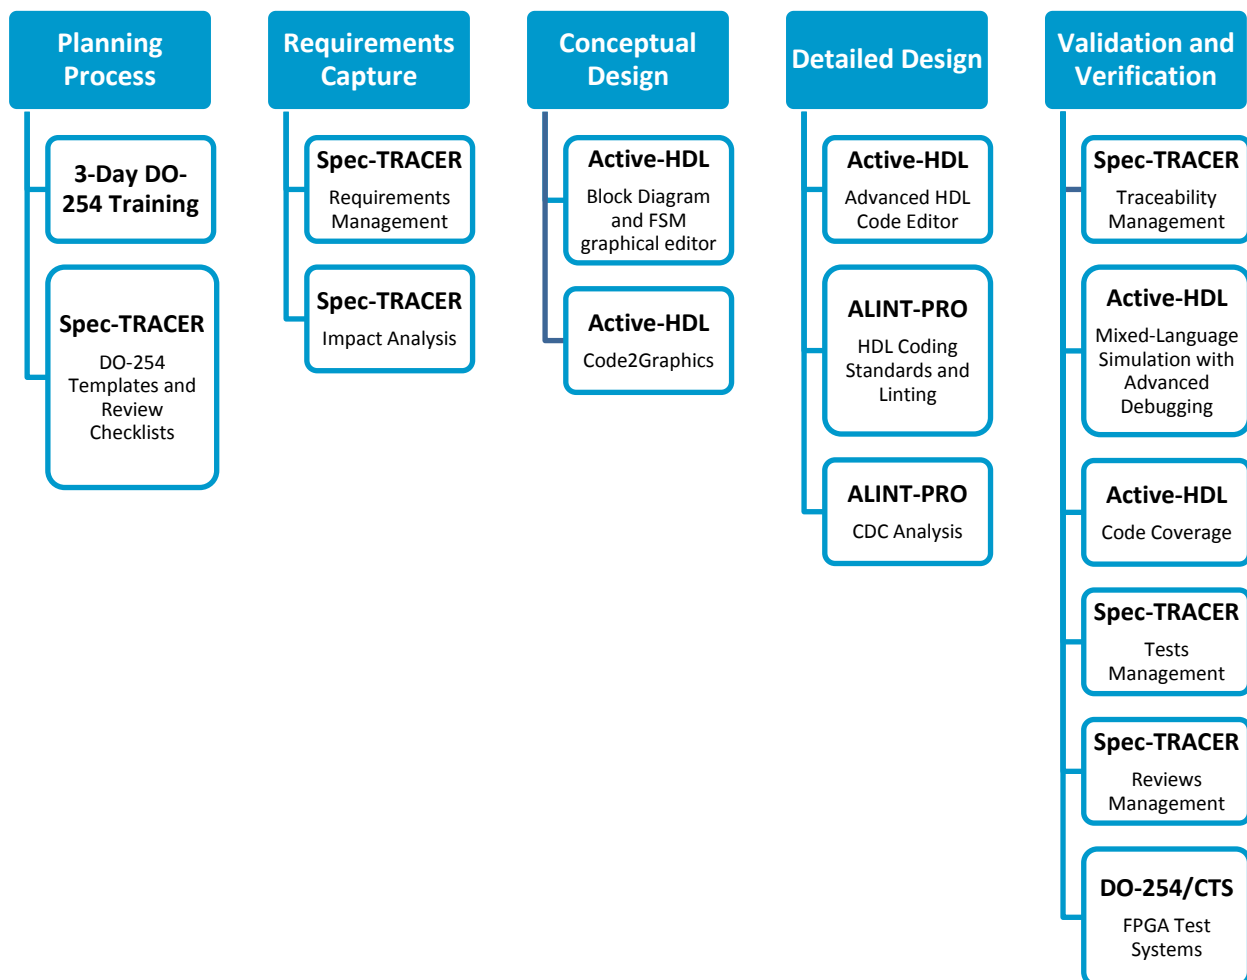 Planning
Process
3-Day DO-
254 Training
Spec-TRACER
DO-254
Templates and
Review
Checklists
Requirements
Capture
Spec-TRACER
Requirements
Management
Spec-TRACER
Impact Analysis
Conceptual
Design
Active-HDL
Block Diagram
and FSM
graphical editor
Active-HDL
Code2Graphics
Detailed Design
Active-HDL
Advanced HDL
Code Editor
ALINT-PRO
HDL Coding
Standards and
Linting
ALINT-PRO
CDC Analysis
Validation and
Verification
Spec-TRACER
Traceability
Management
Active-HDL
Mixed-Language
Simulation with
Advanced
Debugging
Active-HDL
Code Coverage
Spec-TRACER
Tests
Management
Spec-TRACER
Reviews
Management
DO-254/CTS
FPGA Test
Systems